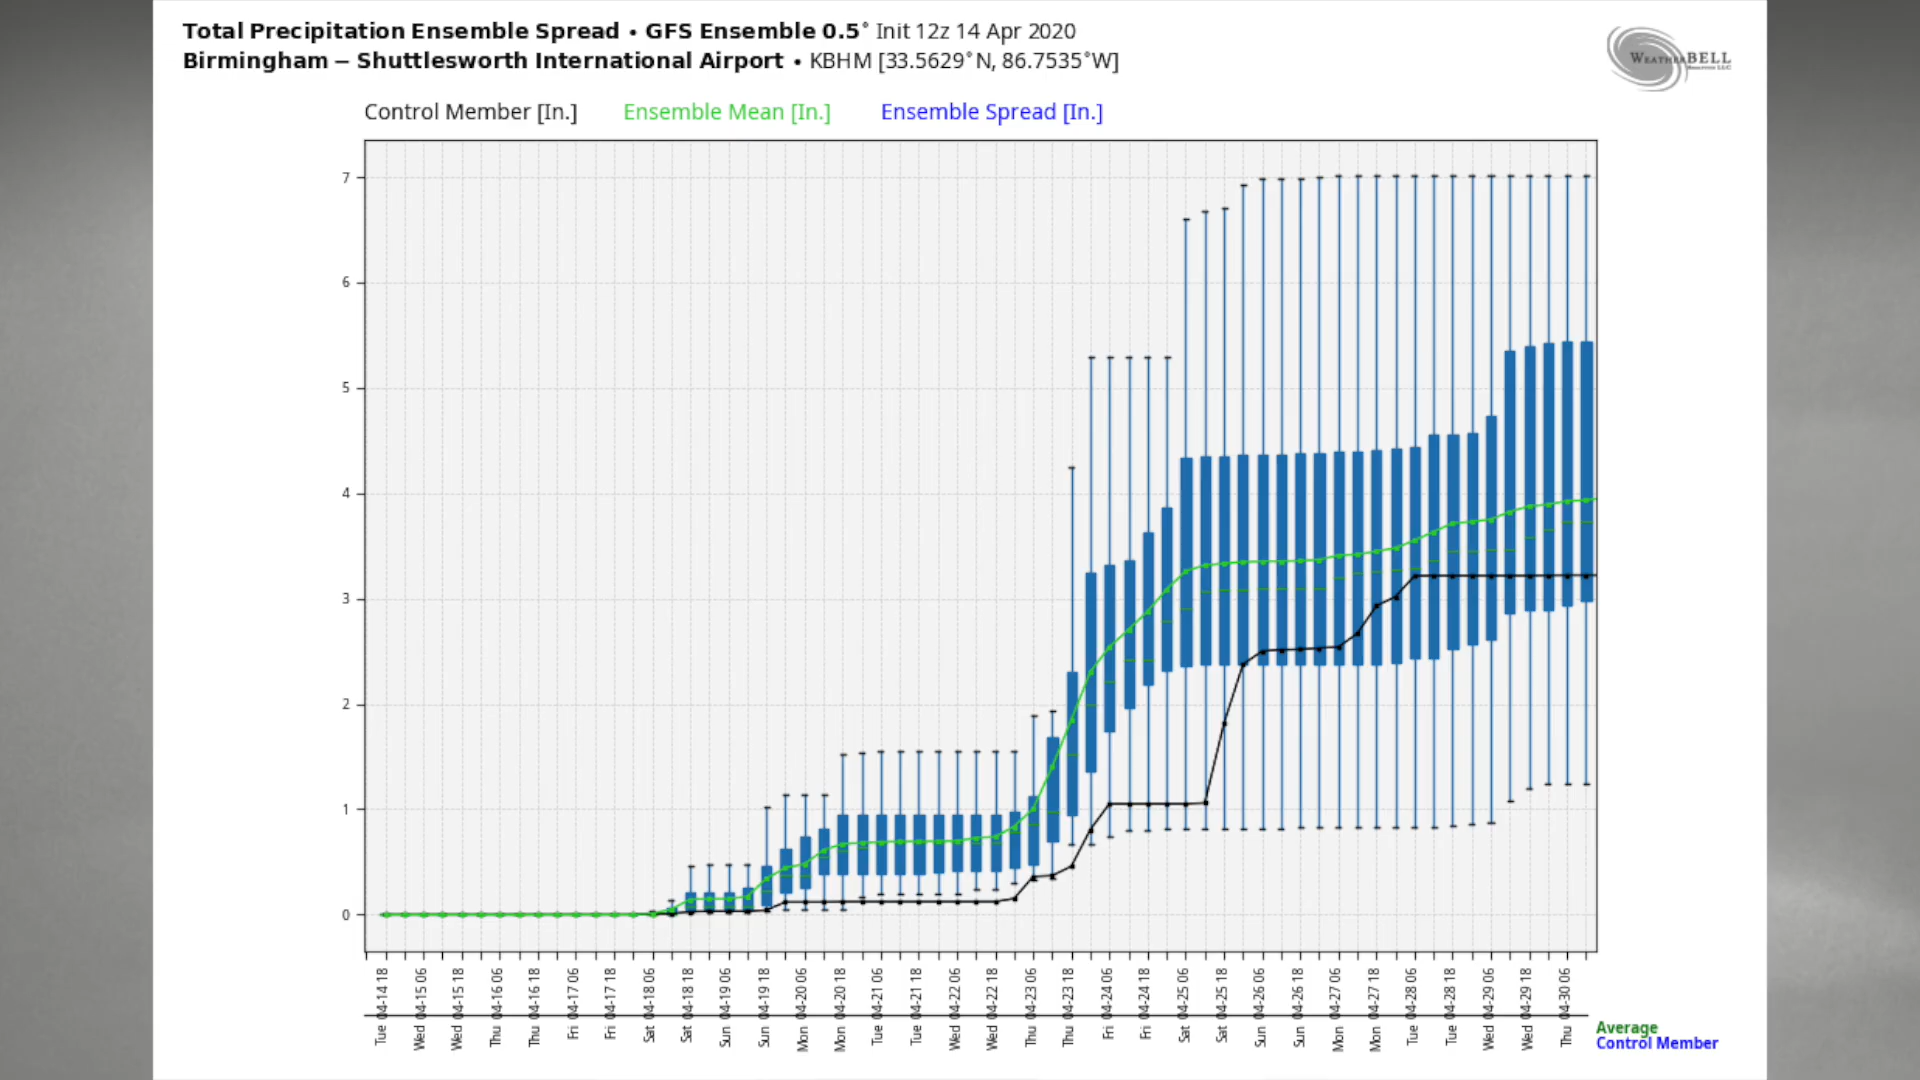 Total Precipitation Ensemble Spread • GFS Ensemble 0.5° Init 12z 14 Apr 2020
Birmingham – Shuttlesworth International Airport • KBHM [33.5629°N, 86.7535°W]
WeatherBELL
Control Member [In.] Ensemble Mean [In.] Ensemble Spread [In.]
7
6
5
4
3
2
1
0
Tue 04-14 18
Wed 04-15 06
Wed 04-15 18
Thu 04-16 06
Thu 04-16 18
Fri 04-17 06
Fri 04-17 18
Sat 04-18 06
Sat 04-18 18
Sun 04-19 06
Sun 04-19 18
Mon 04-20 06
Mon 04-20 18
Tue 04-21 06
Tue 04-21 18
Wed 04-22 06
Wed 04-22 18
Thu 04-23 06
Thu 04-23 18
Fri 04-24 06
Fri 04-24 18
Sat 04-25 06
Sat 04-25 18
Sun 04-26 06
Sun 04-26 18
Mon 04-27 06
Mon 04-27 18
Tue 04-28 06
Tue 04-28 18
Wed 04-29 06
Wed 04-29 18
Thu 04-30 06
Average
Control Member